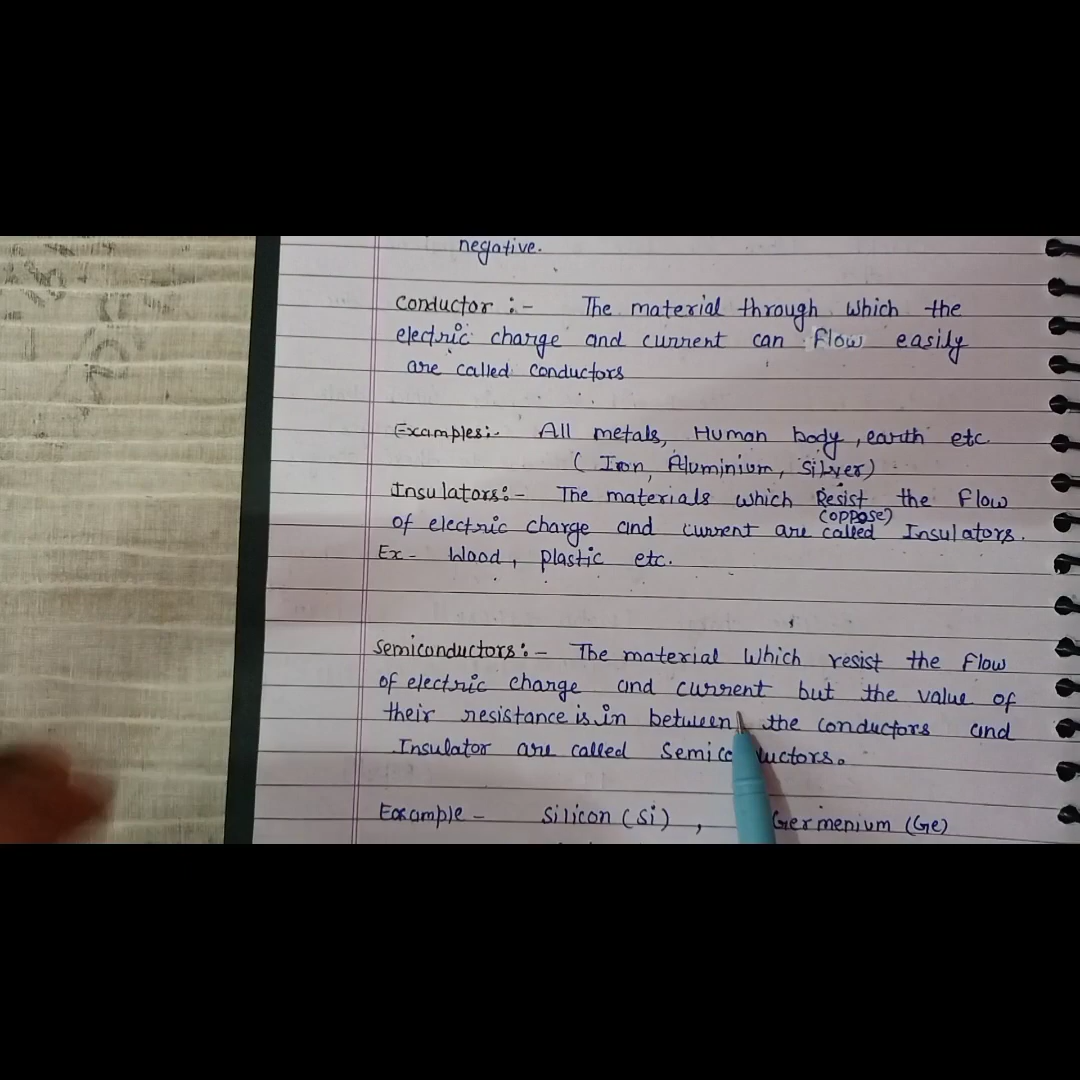 negative.
Conductor :- The material through which the
electric charge and current can flow easily
are called conductors
Examples:- All metals, Human body, earth etc
( Iron, Aluminium, Silver)
Insulators:- The materials which Resist the Flow
(oppose)
of electric charge and current are called Insulators.
Ex- Wood, plastic etc.
Semiconductors:- The material Which resist the Flow
of electric charge and current but the value of
their resistance is in between the conductors and
Insulator are called Semiconductors.
Example - Silicon (Si) , Germenium (Ge)